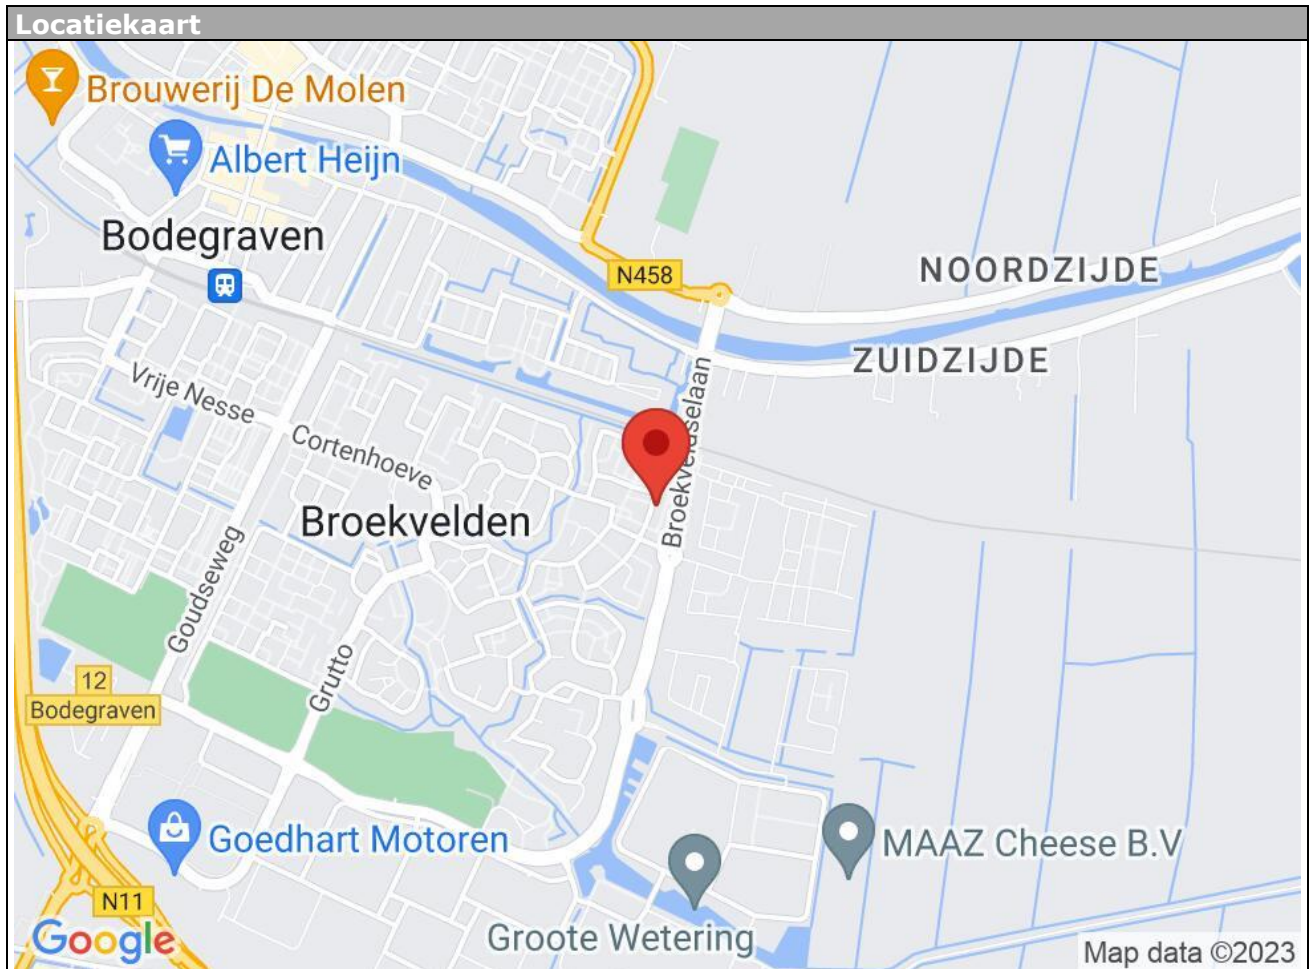 Locatiekaart
Brouwerij De Molen
Albert Heijn
Bodegraven
N458
NOORDZIJDE
ZUIDZIJDE
Vrije Nesse
Cortenhoeve
Broekveldselaan
Broekvelden
Goudseweg
Grutto
12
Bodegraven
Goedhart Motoren
MAAZ Cheese B.V
N11
Groote Wetering
Google
Map data ©2023